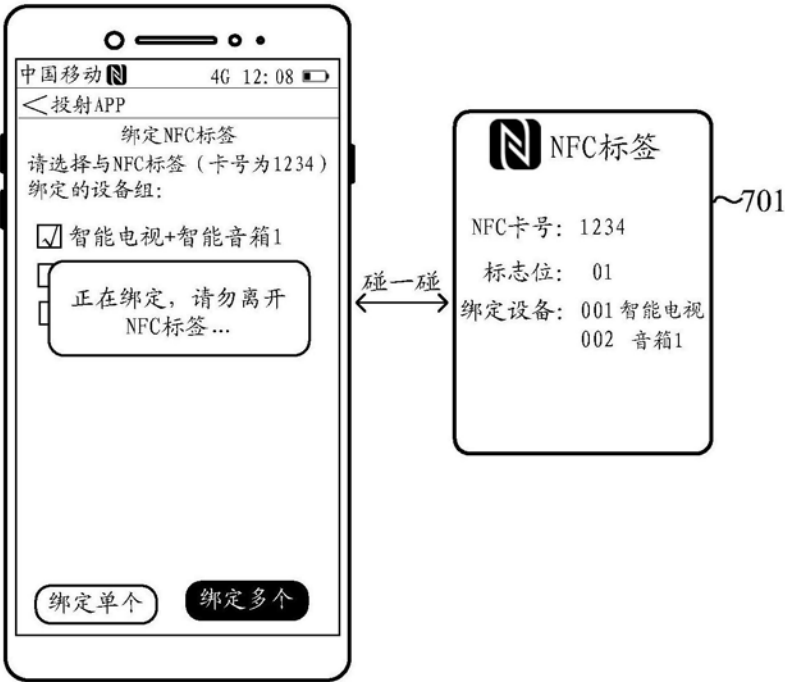 中国移动 4G 12:08
<投射APP
绑定NFC标签
请选择与NFC标签（卡号为1234）
绑定的设备组：
智能电视+智能音箱1
正在绑定，请勿离开
NFC标签...
绑定单个
绑定多个
碰一碰
NFC标签
NFC卡号：1234
标志位：01
绑定设备：001 智能电视
002 音箱1
701